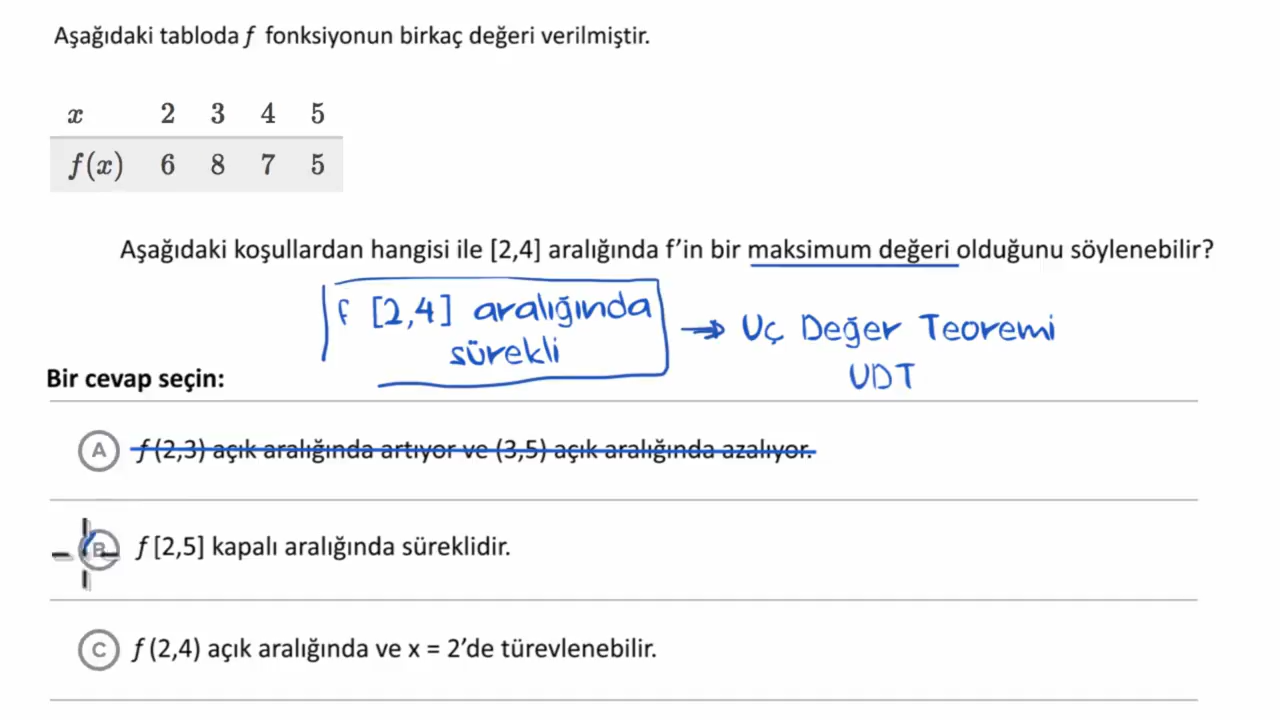 Aşağıdaki tabloda f fonksiyonun birkaç değeri verilmiştir.
x 2 3 4 5
f(x) 6 8 7 5
Aşağıdaki koşullardan hangisi ile [2,4] aralığında f'in bir maksimum değeri olduğunu söylenebilir?
f [2,4] aralığında
sürekli
→ Uç Değer Teoremi
UDT
Bir cevap seçin:
A f (2,3) açık aralığında artıyor ve (3,5) açık aralığında azalıyor.
B f [2,5] kapalı aralığında süreklidir.
C f (2,4) açık aralığında ve x = 2'de türevlenebilir.